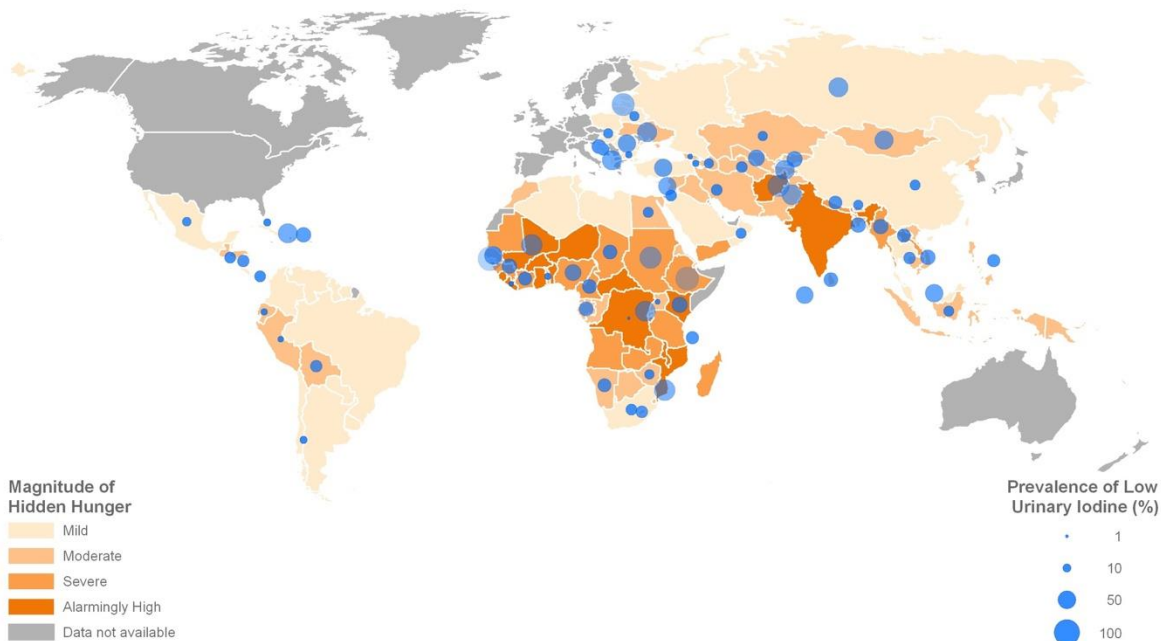 Magnitude of
Hidden Hunger
Mild
Moderate
Severe
Alarmingly High
Data not available
Prevalence of Low
Urinary Iodine (%)
1
10
50
100